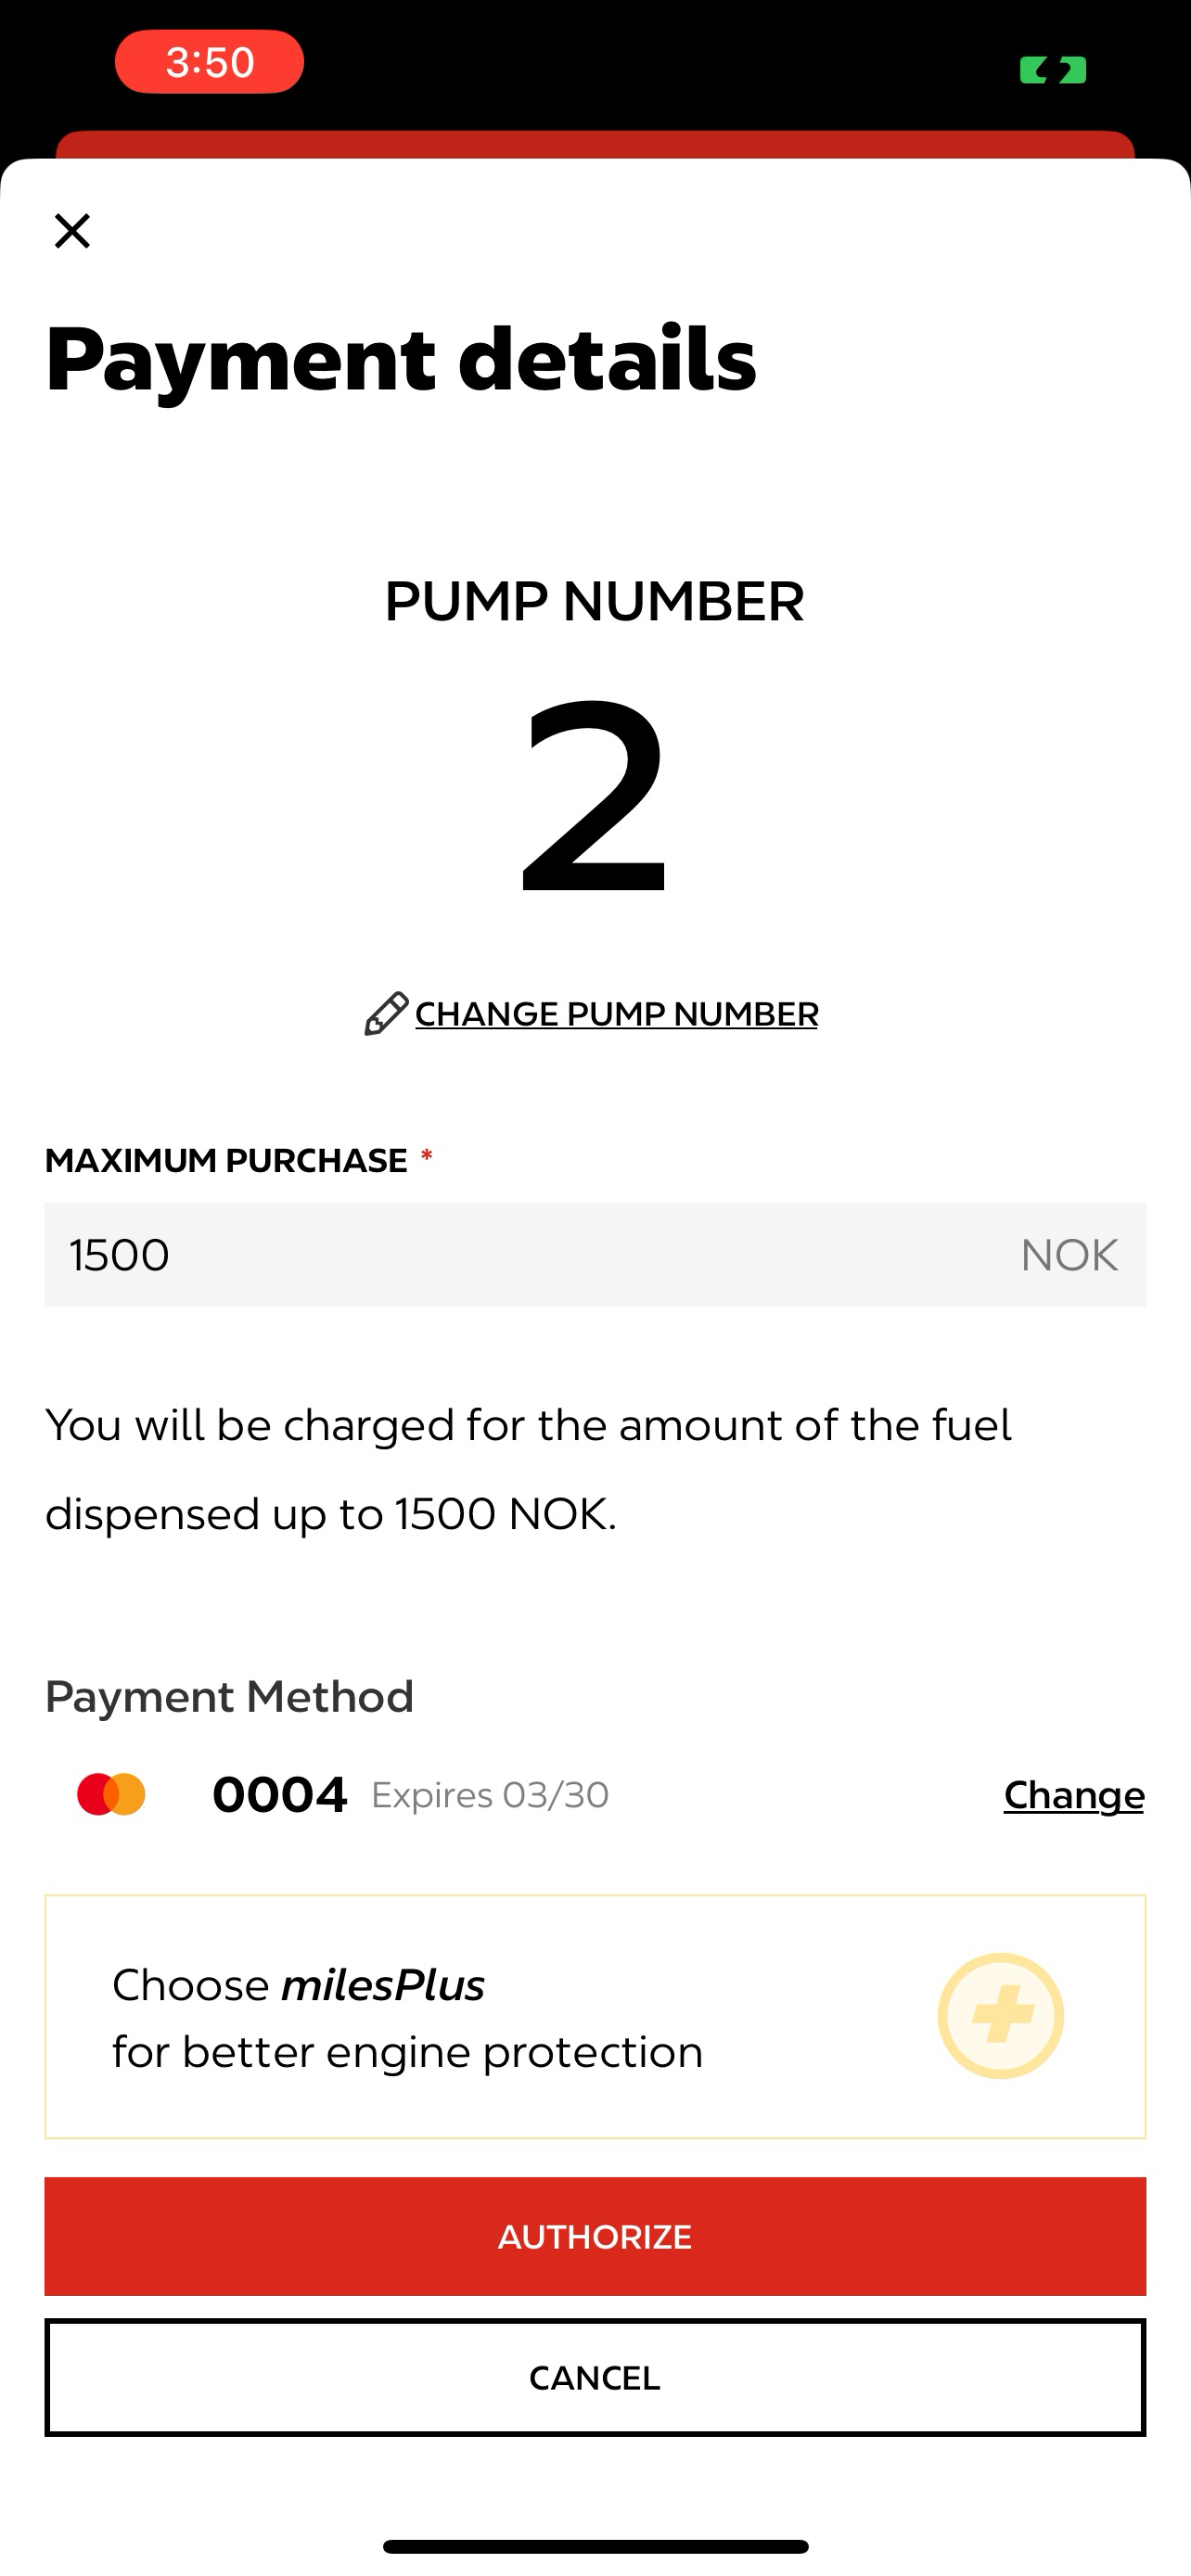 3:50
Payment details
PUMP NUMBER
2
CHANGE PUMP NUMBER
MAXIMUM PURCHASE *
1500 NOK
You will be charged for the amount of the fuel
dispensed up to 1500 NOK.
Payment Method
0004 Expires 03/30 Change
Choose milesPlus
for better engine protection
AUTHORIZE
CANCEL